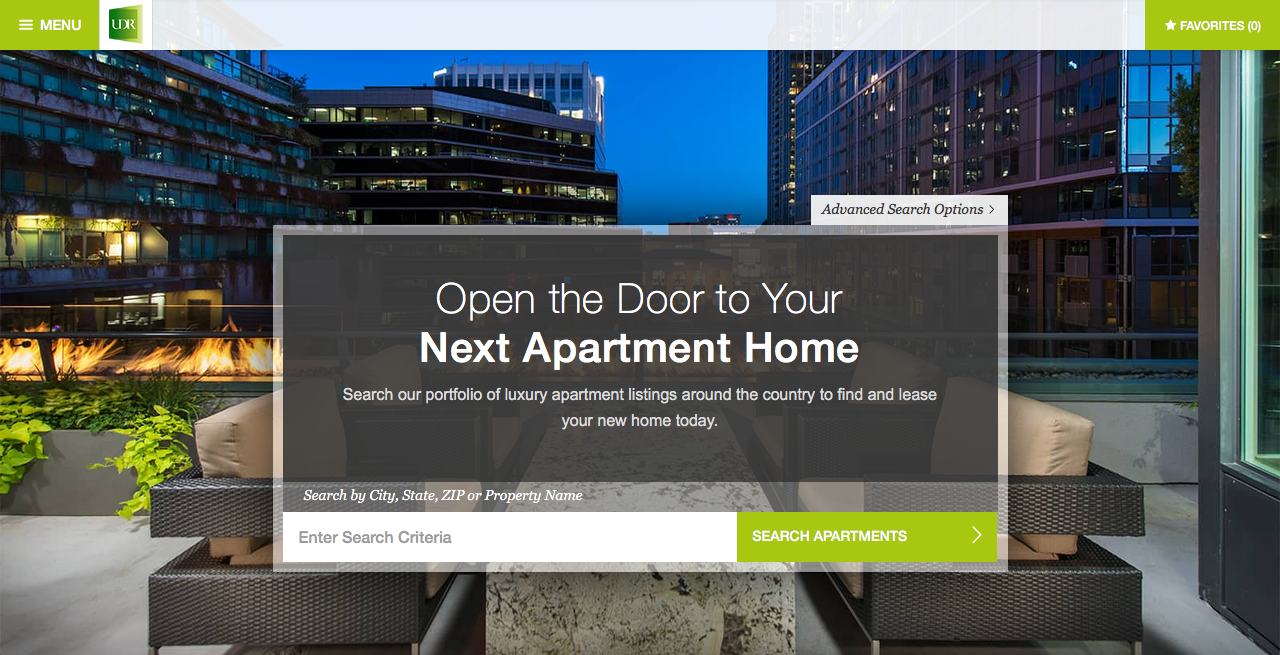 MENU
UDR
FAVORITES (0)
Advanced Search Options
Open the Door to Your
Next Apartment Home
Search our portfolio of luxury apartment listings around the country to find and lease
your new home today.
Search by City, State, ZIP or Property Name
Enter Search Criteria
SEARCH APARTMENTS